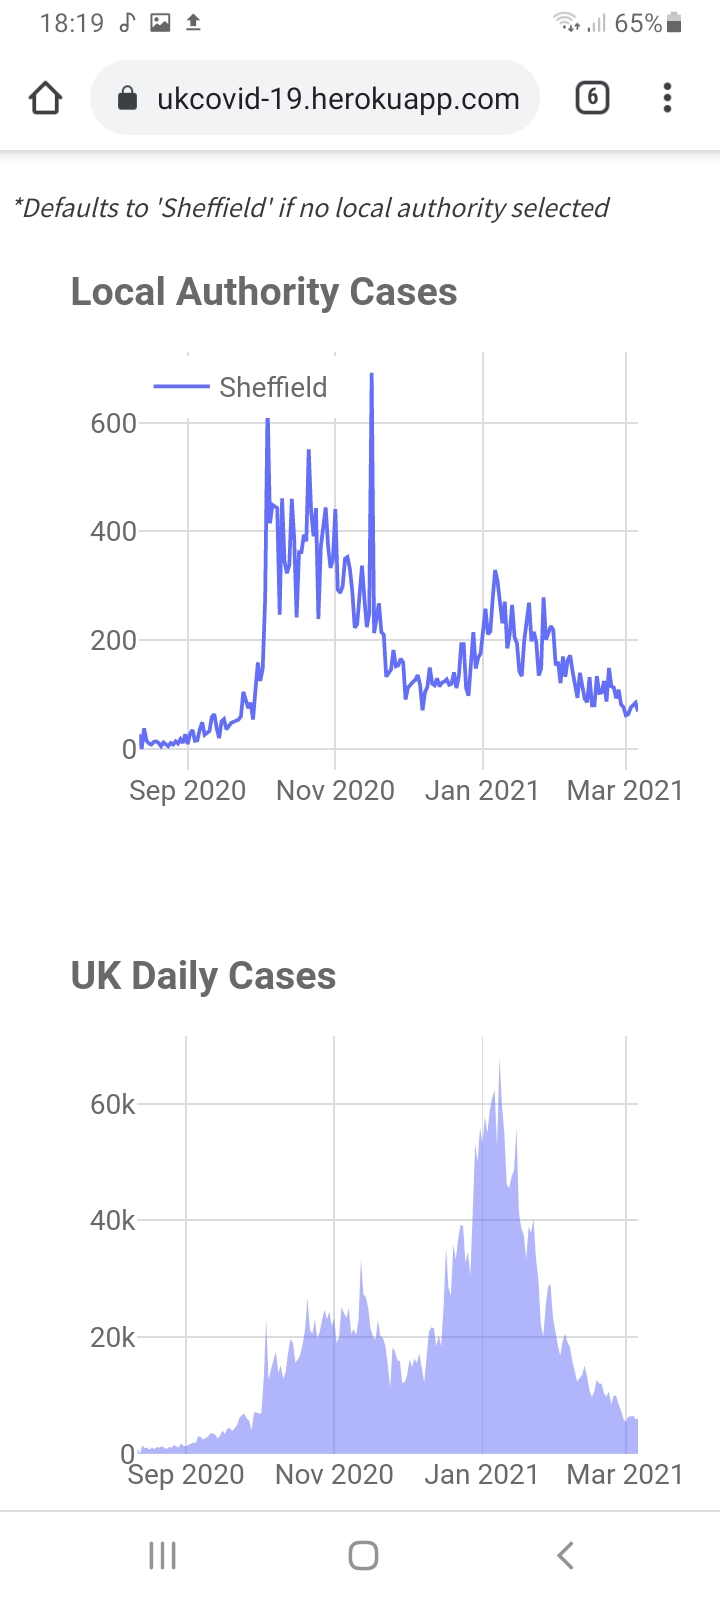 18:19 65%
ukcovid-19.herokuapp.com 6
*Defaults to 'Sheffield' if no local authority selected
Local Authority Cases
Sheffield
600
400
200
0
Sep 2020 Nov 2020 Jan 2021 Mar 2021
UK Daily Cases
60k
40k
20k
0
Sep 2020 Nov 2020 Jan 2021 Mar 2021